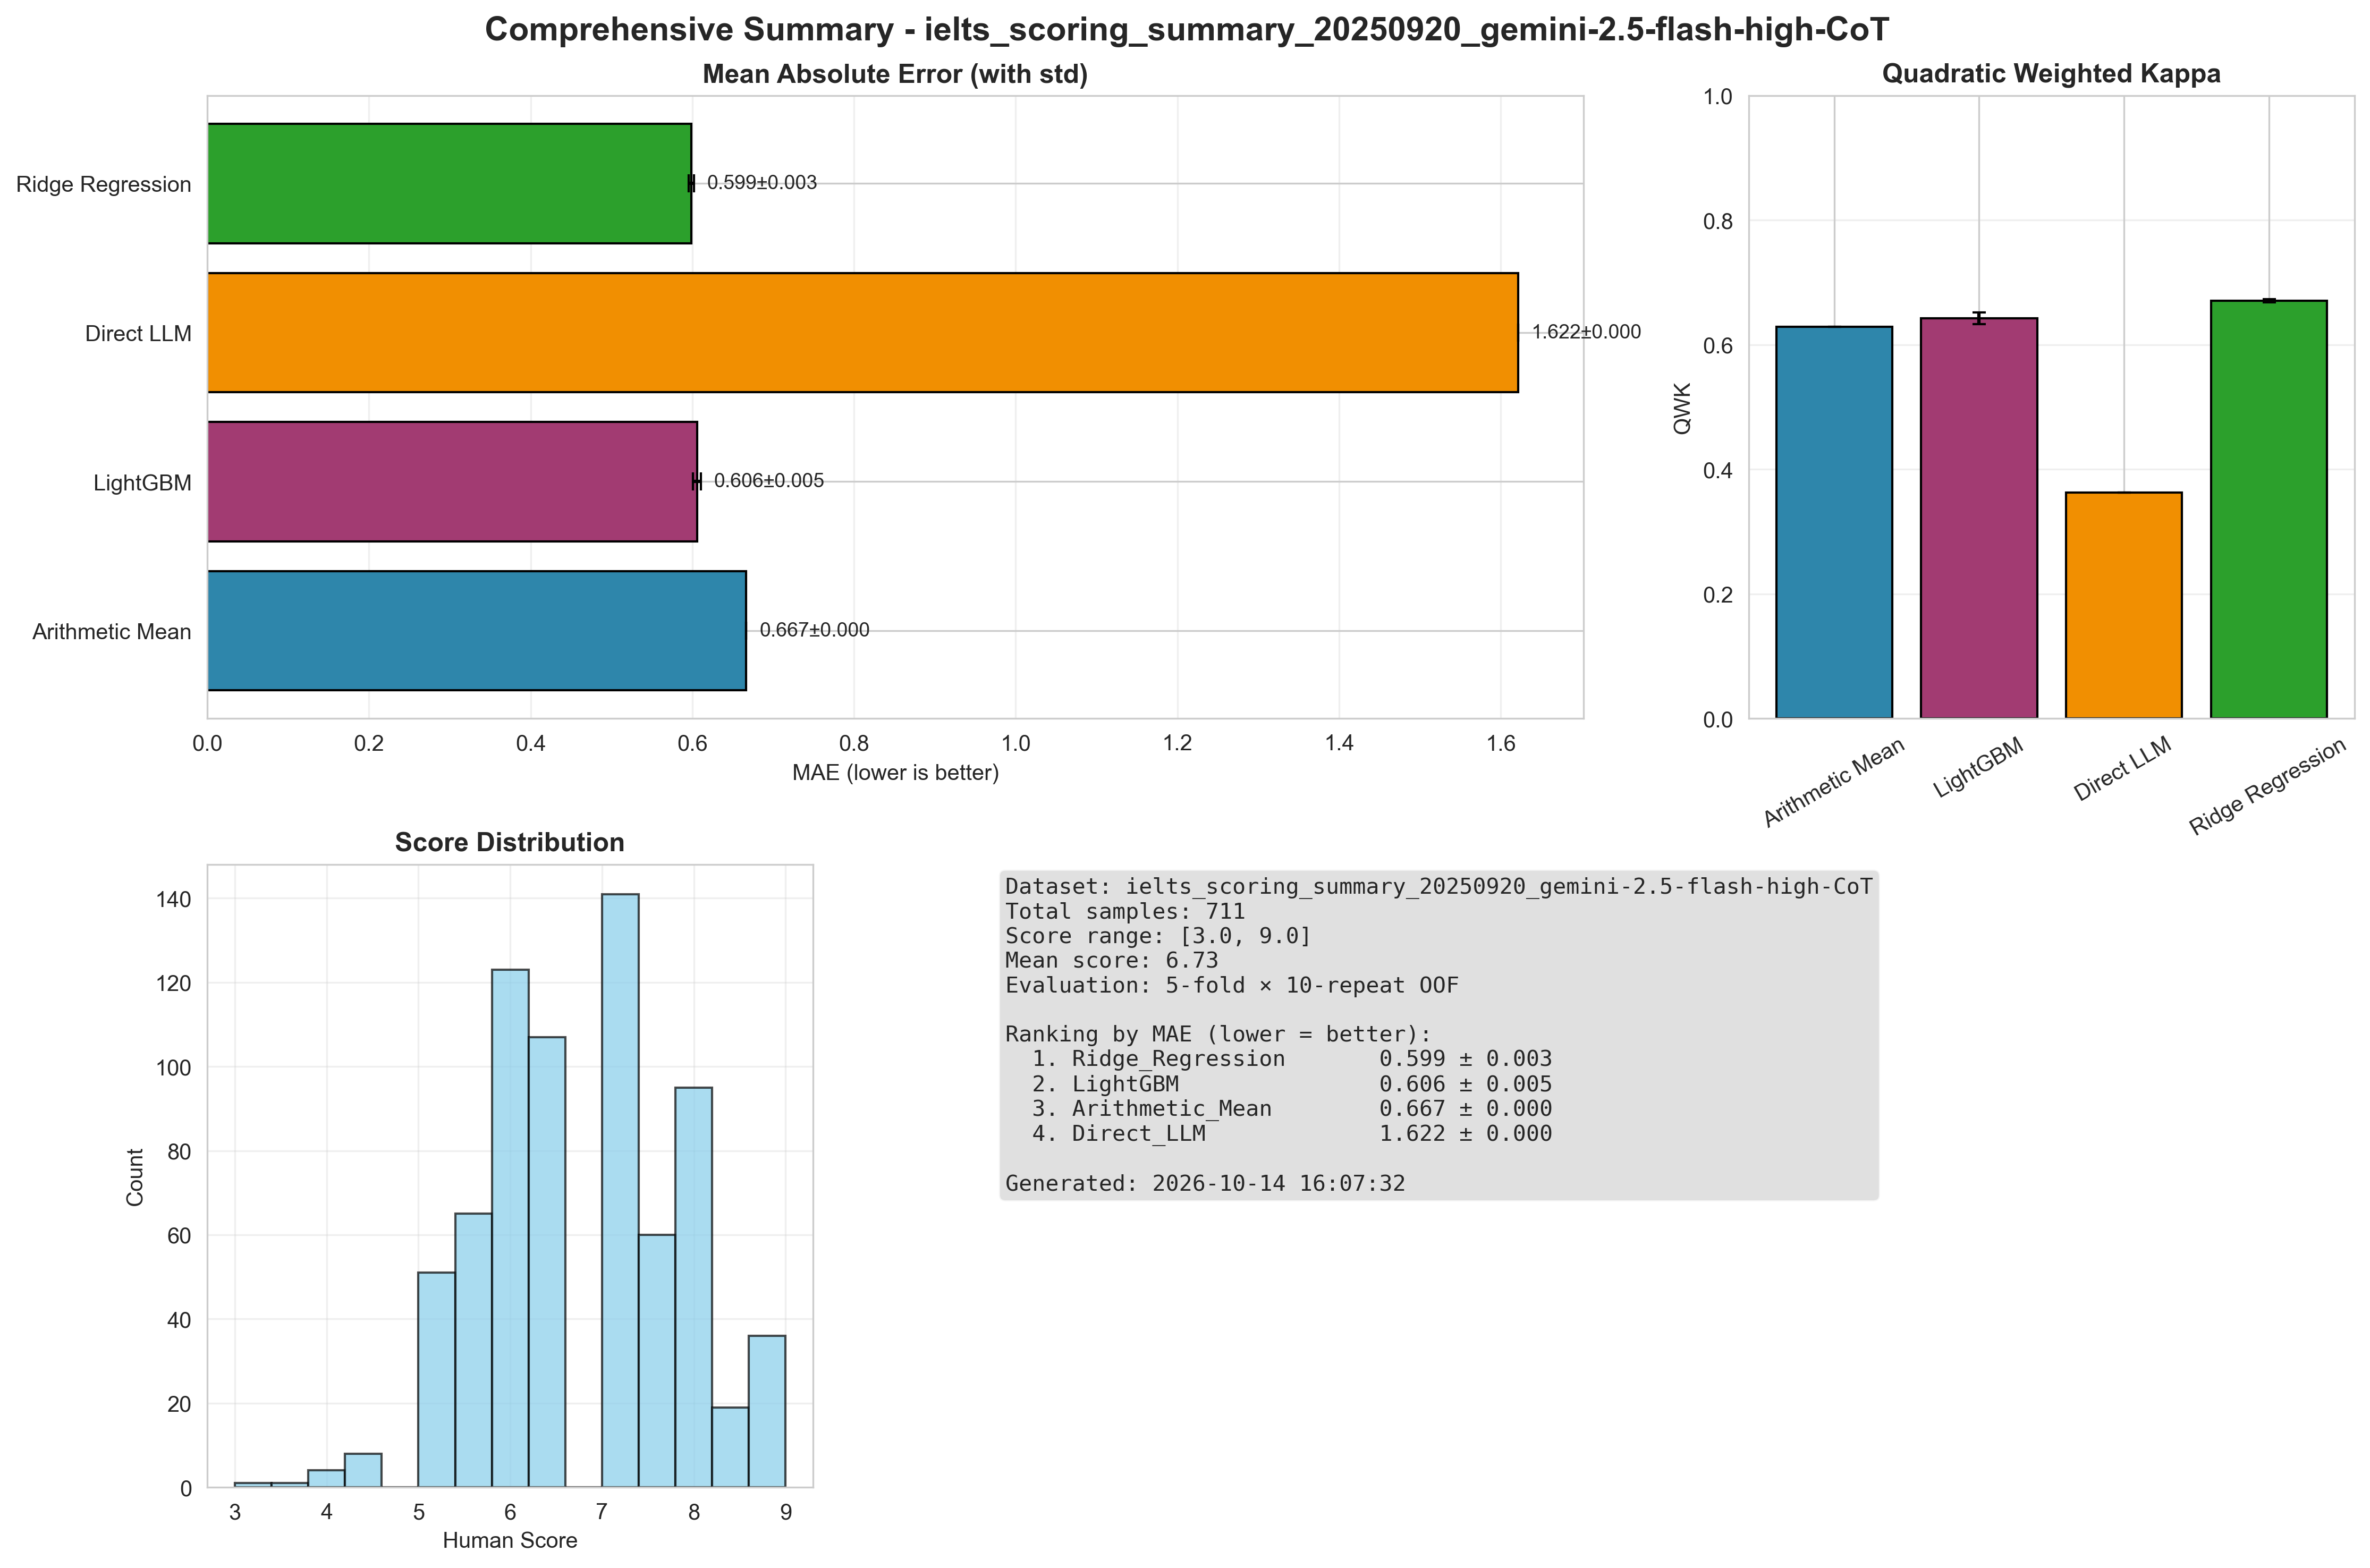 Comprehensive Summary - ielts_scoring_summary_20250920_gemini-2.5-flash-high-CoT
Mean Absolute Error (with std)
Ridge Regression
0.599±0.003
Direct LLM
1.622±0.000
LightGBM
0.606±0.005
Arithmetic Mean
0.667±0.000
0.0 0.2 0.4 0.6 0.8 1.0 1.2 1.4 1.6
MAE (lower is better)
Quadratic Weighted Kappa
1.0
0.8
0.6
0.4
0.2
0.0
QWK
Arithmetic Mean
LightGBM
Direct LLM
Ridge Regression
Score Distribution
140
120
100
80
60
40
20
0
Count
3 4 5 6 7 8 9
Human Score
Dataset: ielts_scoring_summary_20250920_gemini-2.5-flash-high-CoT
Total samples: 711
Score range: [3.0, 9.0]
Mean score: 6.73
Evaluation: 5-fold × 10-repeat OOF
Ranking by MAE (lower = better):
1. Ridge_Regression 0.599 ± 0.003
2. LightGBM 0.606 ± 0.005
3. Arithmetic_Mean 0.667 ± 0.000
4. Direct_LLM 1.622 ± 0.000
Generated: 2026-10-14 16:07:32